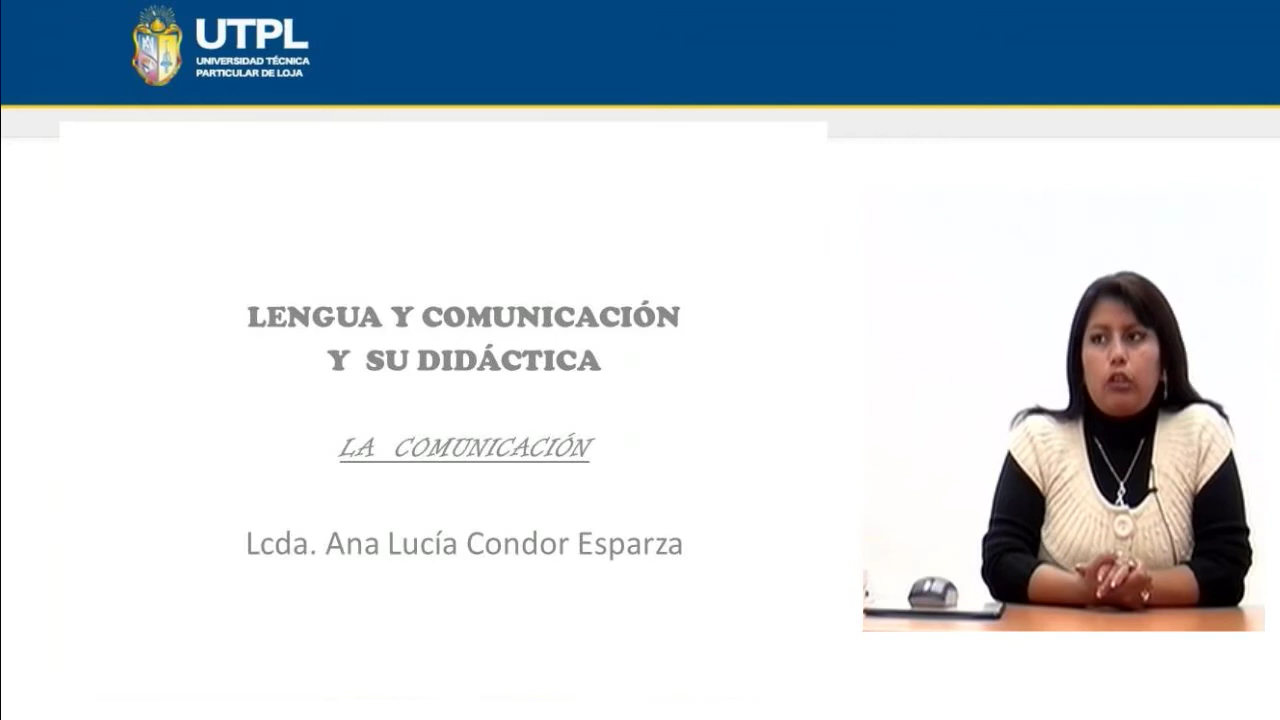 UTPL
UNIVERSIDAD TÉCNICA
PARTICULAR DE LOJA
LENGUA Y COMUNICACIÓN
Y SU DIDÁCTICA
LA COMUNICACIÓN
Lcda. Ana Lucía Condor Esparza